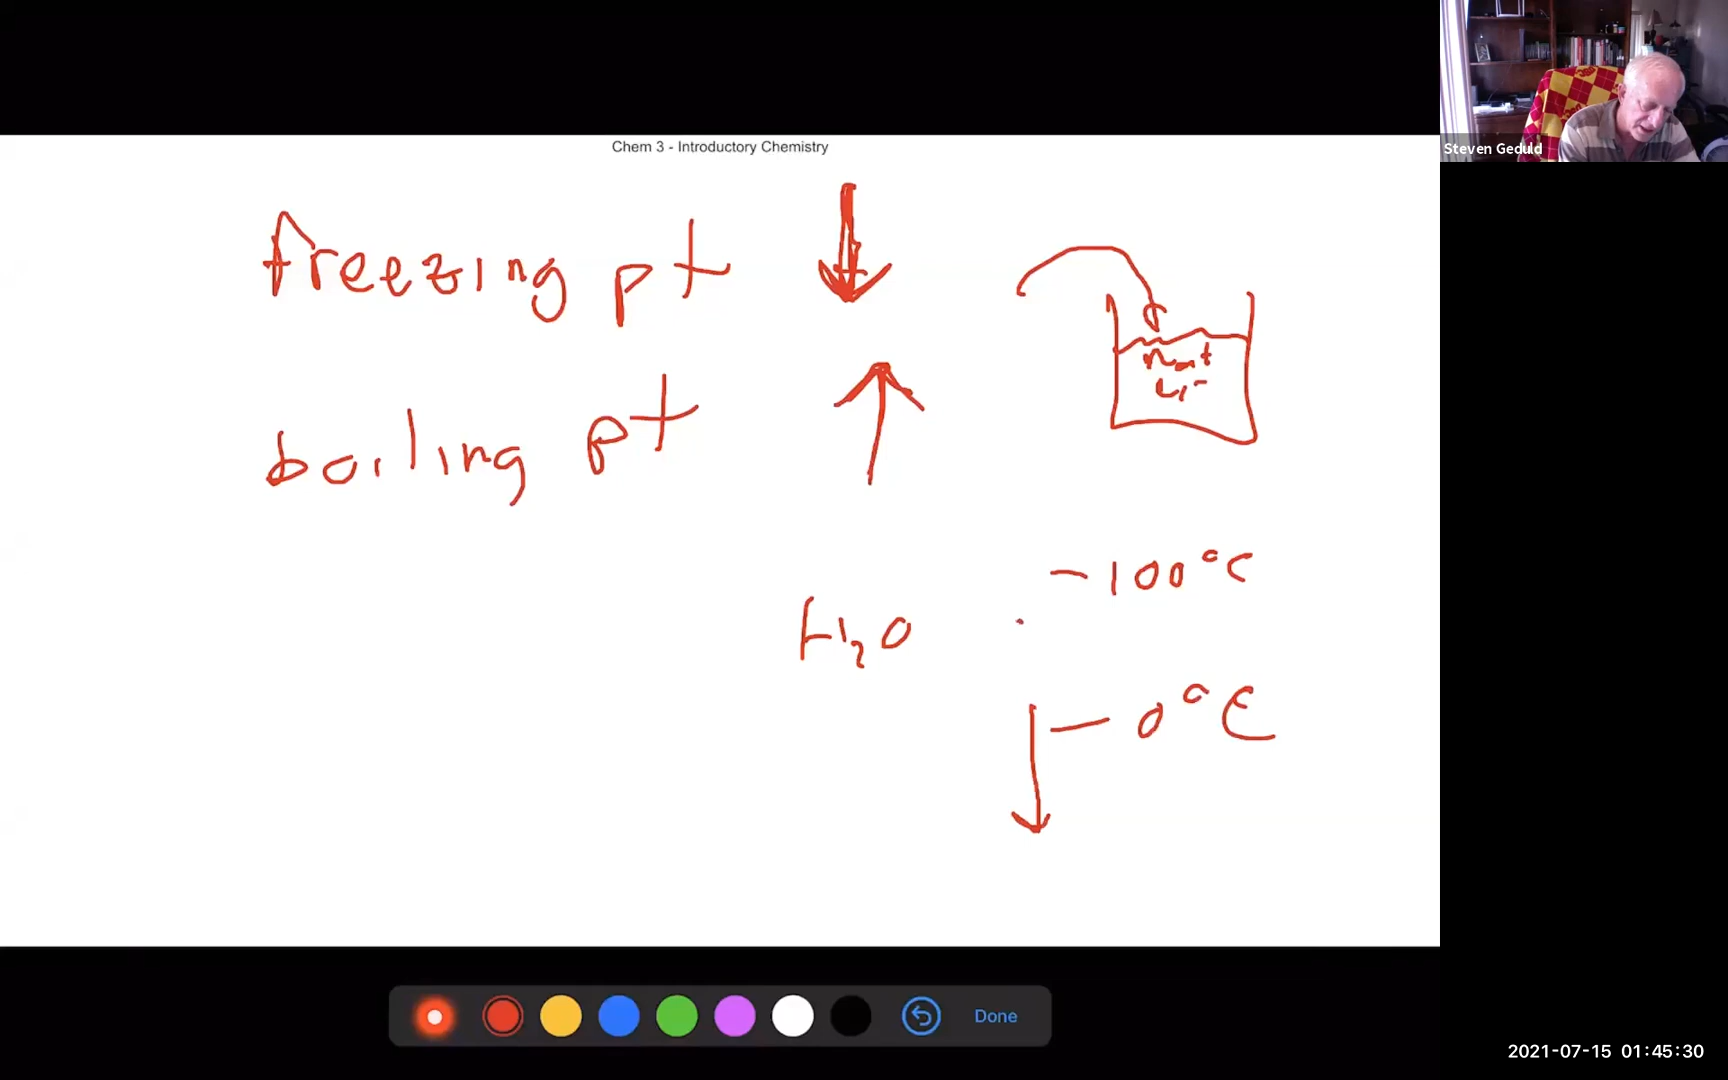 Chem 3 - Introductory Chemistry
Steven Geduld
freezing pt
boiling pt
- 100°C
H₂O
- 0°C
Done
2021-07-15 01:45:30